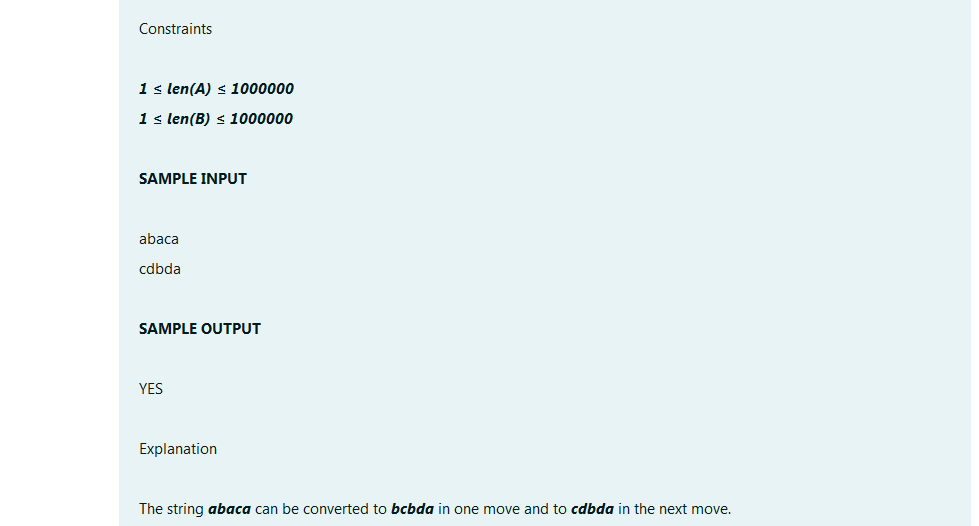 Constraints
1 ≤ len(A) ≤ 1000000
1 ≤ len(B) ≤ 1000000
SAMPLE INPUT
abaca
cdbda
SAMPLE OUTPUT
YES
Explanation
The string abaca can be converted to bcbda in one move and to cdbda in the next move.